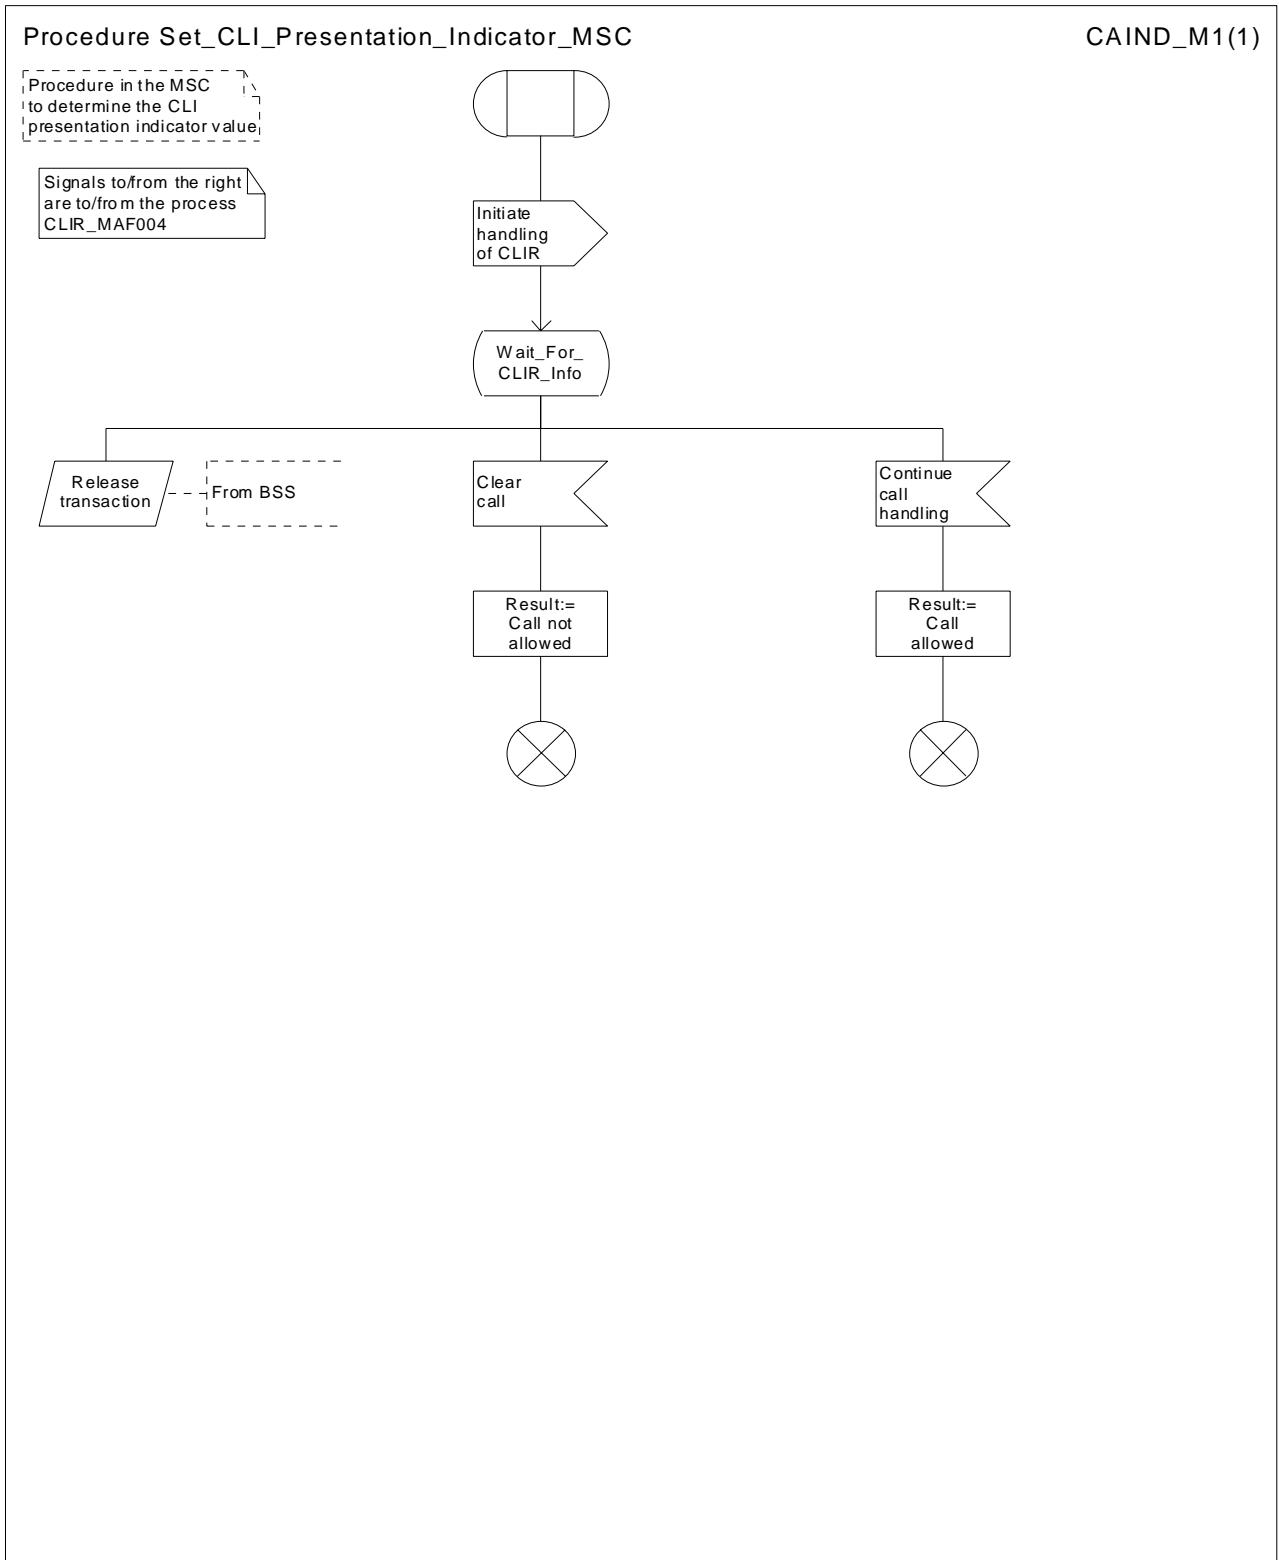 Procedure Set_CLI_Presentation_Indicator_MSC
CAIND_M1(1)
Procedure in the MSC
to determine the CLI
presentation indicator value
Signals to/from the right
are to/from the process
CLIR_MAF004
Initiate
handling
of CLIR
Wait_For_
CLIR_Info
Release
transaction
From BSS
Clear
call
Continue
call
handling
Result:=
Call not
allowed
Result:=
Call
allowed